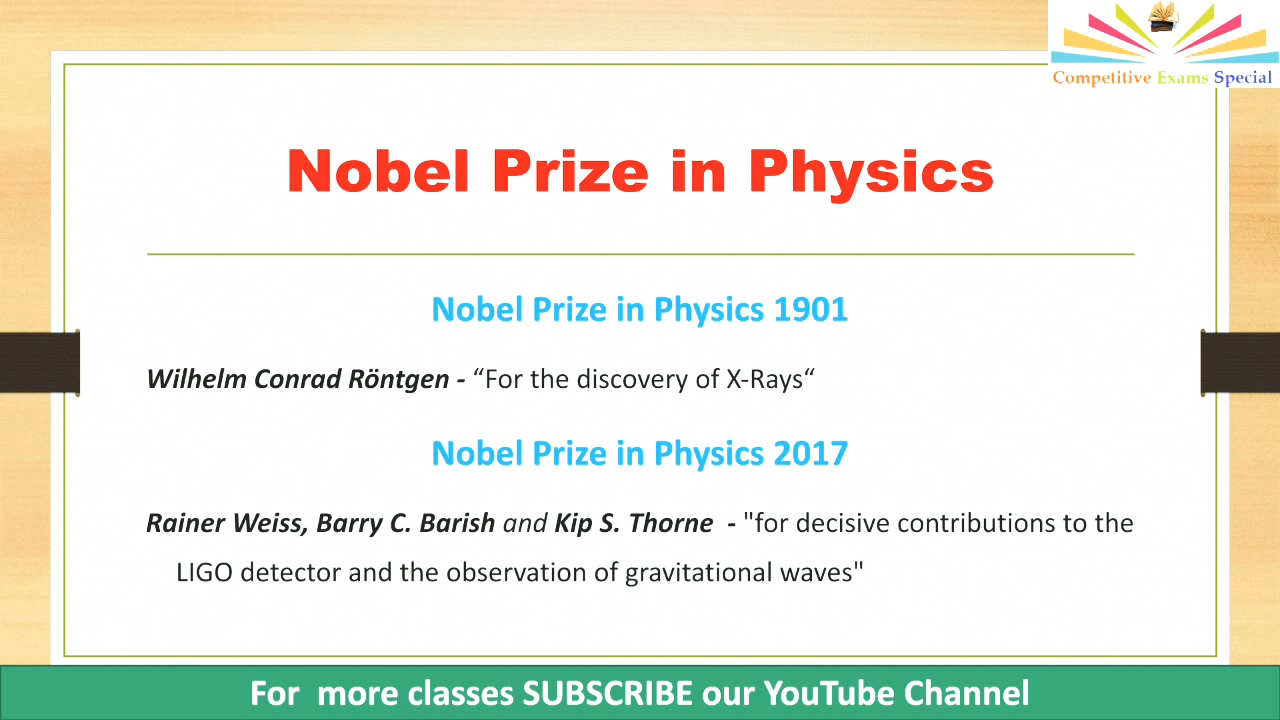 Competitive Exams Special
Nobel Prize in Physics
Nobel Prize in Physics 1901
Wilhelm Conrad Röntgen - “For the discovery of X-Rays“
Nobel Prize in Physics 2017
Rainer Weiss, Barry C. Barish and Kip S. Thorne - "for decisive contributions to the
LIGO detector and the observation of gravitational waves"
For more classes SUBSCRIBE our YouTube Channel